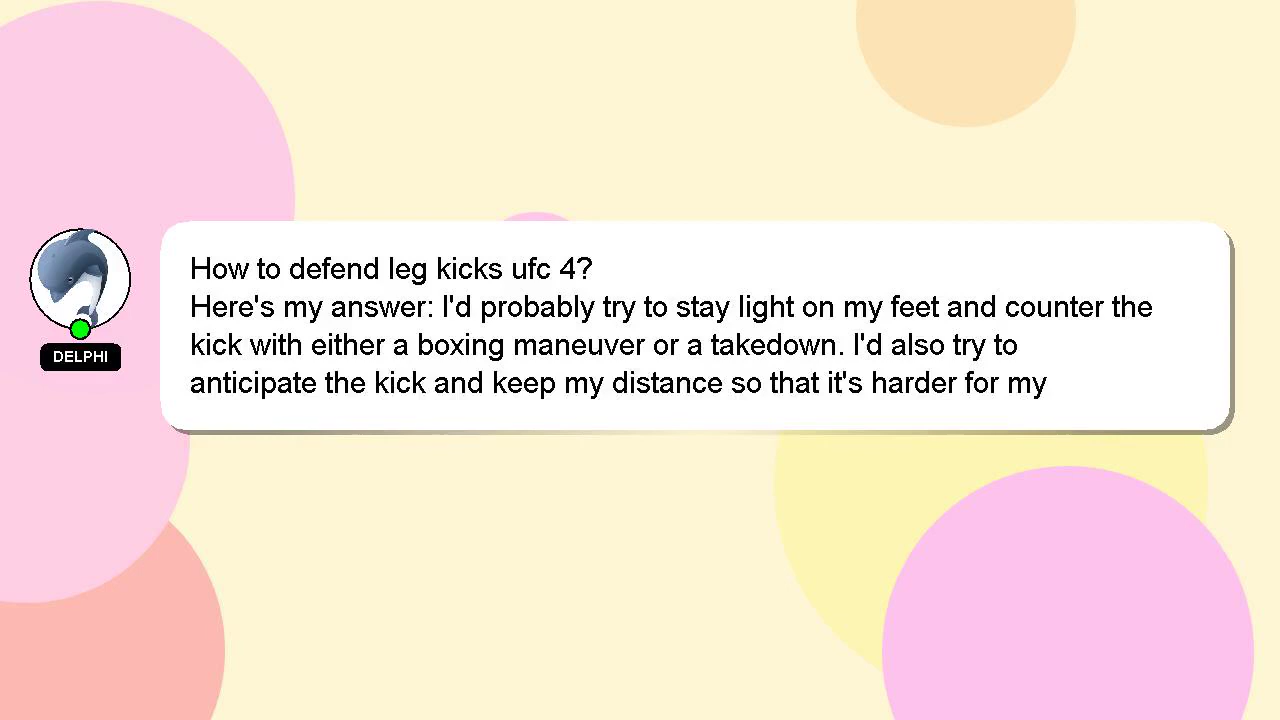 How to defend leg kicks ufc 4?
Here's my answer: I'd probably try to stay light on my feet and counter the
kick with either a boxing maneuver or a takedown. I'd also try to
anticipate the kick and keep my distance so that it's harder for my
DELPHI